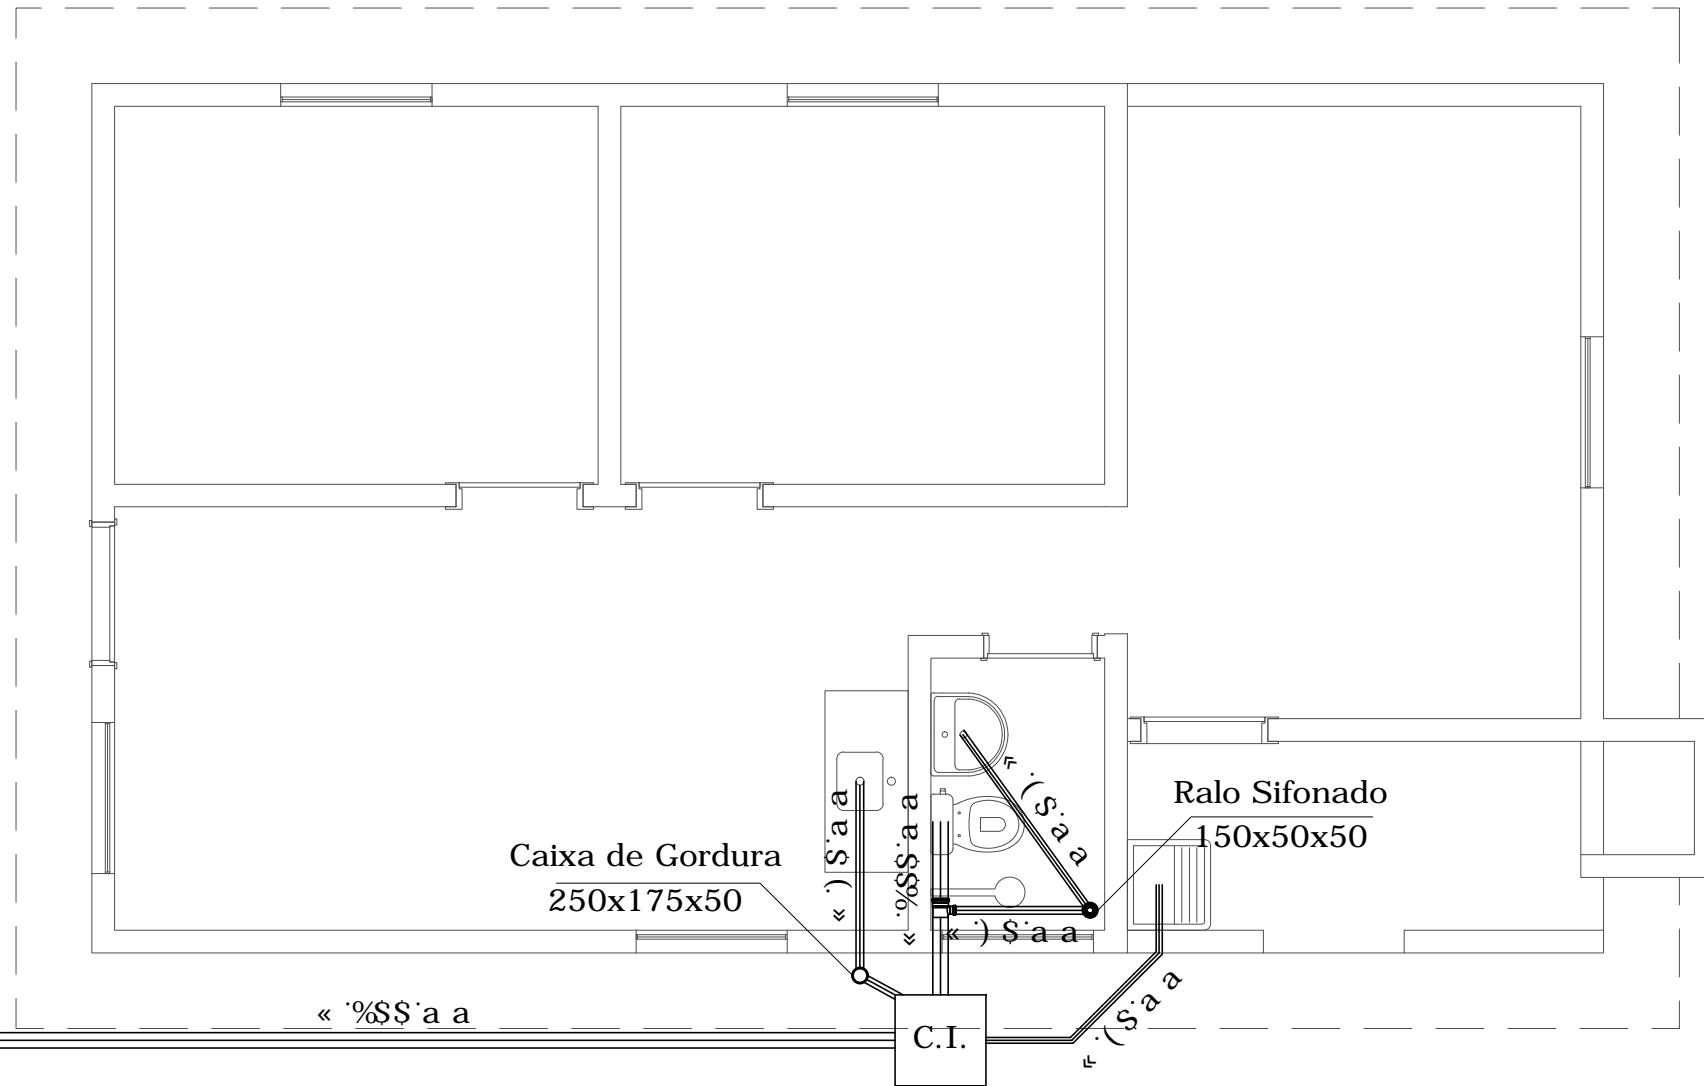 Ralo Sifonado
150x50x50
Caixa de Gordura
250x175x50
« ˙)$˙a a
« ˙%$$˙a a
« ˙)$˙a a
« ˙)$˙a a
« ˙)$˙a a
« ˙%$$˙a a
C.I.